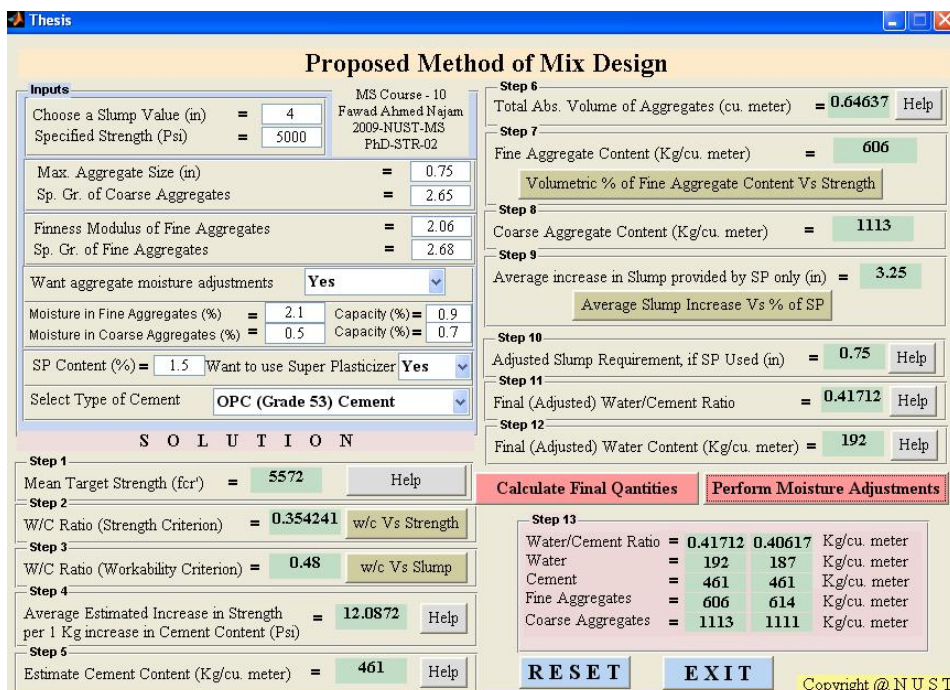 Thesis
Proposed Method of Mix Design
Inputs
Choose a Slump Value (in) = 4
Specified Strength (Psi) = 5000
MS Course - 10
Fawad Ahmed Najam
2009-NUST-MS
PhD-STR-02
Max. Aggregate Size (in) = 0.75
Sp. Gr. of Coarse Aggregates = 2.65
Finness Modulus of Fine Aggregates = 2.06
Sp. Gr. of Fine Aggregates = 2.68
Want aggregate moisture adjustments Yes
Moisture in Fine Aggregates (%) = 2.1 Capacity (%) = 0.9
Moisture in Coarse Aggregates (%) = 0.5 Capacity (%) = 0.7
SP Content (%) = 1.5 Want to use Super Plasticizer Yes
Select Type of Cement OPC (Grade 53) Cement
S O L U T I O N
Step 1
Mean Target Strength (fcr') = 5572 Help
Step 2
W/C Ratio (Strength Criterion) = 0.354241 w/c Vs Strength
Step 3
W/C Ratio (Workability Criterion) = 0.48 w/c Vs Slump
Step 4
Average Estimated Increase in Strength
per 1 Kg increase in Cement Content (Psi) = 12.0872 Help
Step 5
Estimate Cement Content (Kg/cu. meter) = 461 Help
Step 6
Total Abs. Volume of Aggregates (cu. meter) = 0.64637 Help
Step 7
Fine Aggregate Content (Kg/cu. meter) = 606
Volumetric % of Fine Aggregate Content Vs Strength
Step 8
Coarse Aggregate Content (Kg/cu. meter) = 1113
Step 9
Average increase in Slump provided by SP only (in) = 3.25
Average Slump Increase Vs % of SP
Step 10
Adjusted Slump Requirement, if SP Used (in) = 0.75 Help
Step 11
Final (Adjusted) Water/Cement Ratio = 0.41712 Help
Step 12
Final (Adjusted) Water Content (Kg/cu. meter) = 192 Help
Calculate Final Qantities Perform Moisture Adjustments
Step 13
Water/Cement Ratio = 0.41712 0.40617 Kg/cu. meter
Water = 192 187 Kg/cu. meter
Cement = 461 461 Kg/cu. meter
Fine Aggregates = 606 614 Kg/cu. meter
Coarse Aggregates = 1113 1111 Kg/cu. meter
R E S E T E X I T
Copyright @ N U S T